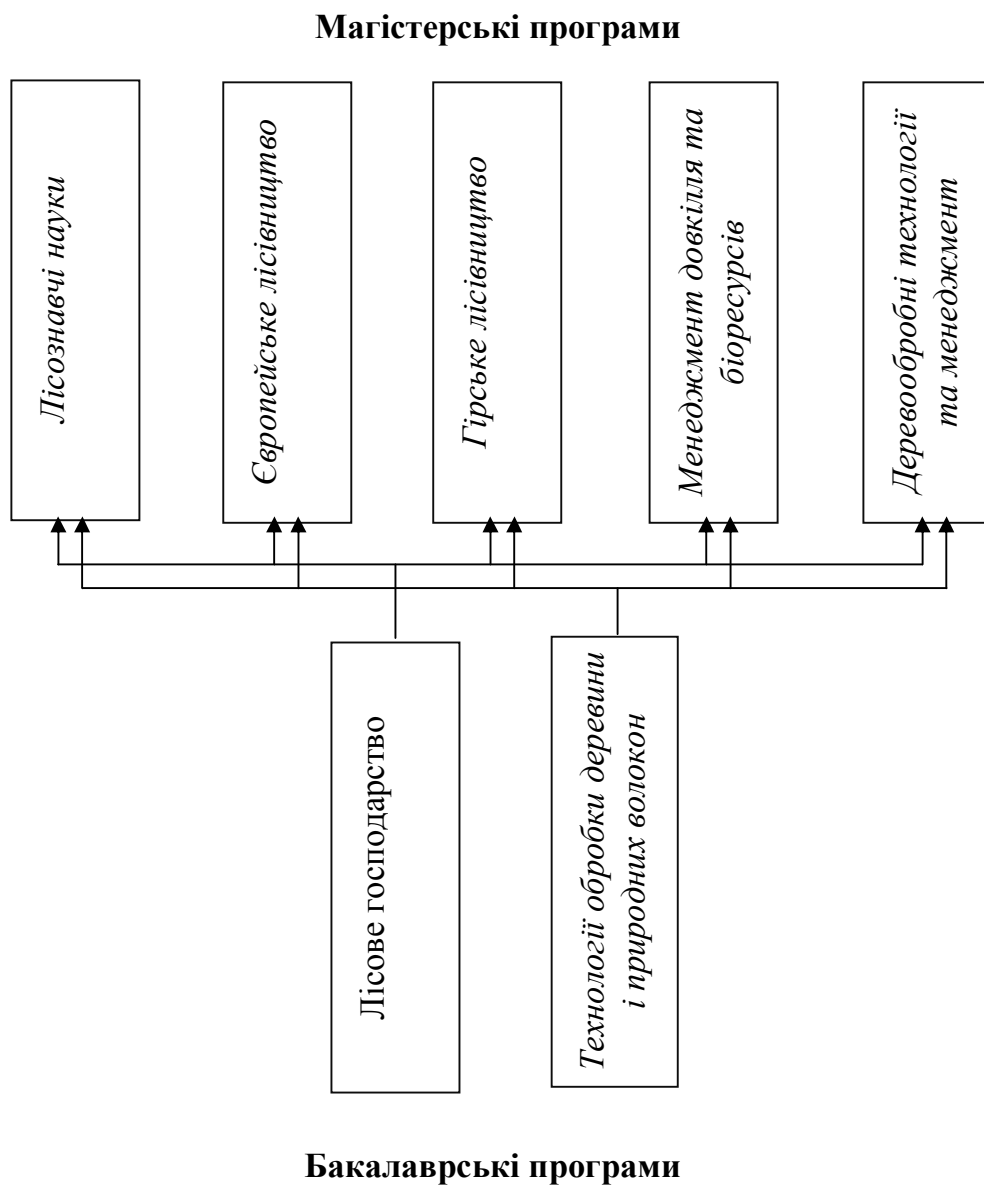 Магістерські програми
Лісознавчі науки
Європейське лісівництво
Гірське лісівництво
Менеджмент довкілля та
біоресурсів
Деревообробні технології
та менеджмент
Лісове господарство
Технології обробки деревини
і природних волокон
Бакалаврські програми